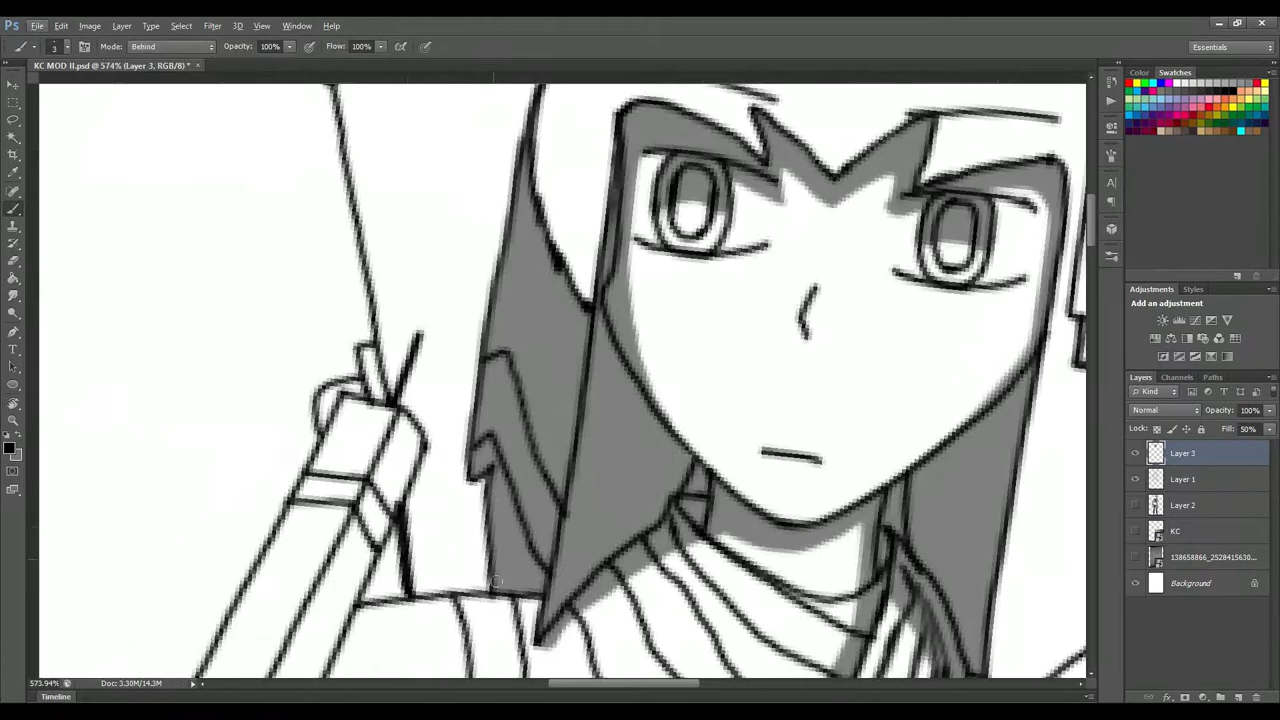 Ps File Edit Image Layer Type Select Filter 3D View Window Help
3 Mode: Behind Opacity: 100% Flow: 100% Essentials
KC MOD II.psd @ 574% (Layer 3, RGB/8) * ×
Color Swatches
Adjustments Styles
Add an adjustment
Layers Channels Paths
Kind
Normal Opacity: 100%
Lock: Fill: 50%
Layer 3
Layer 1
Layer 2
KC
138658866_2528415630...
Background
573.94% Doc: 3.30M/14.3M
Timeline